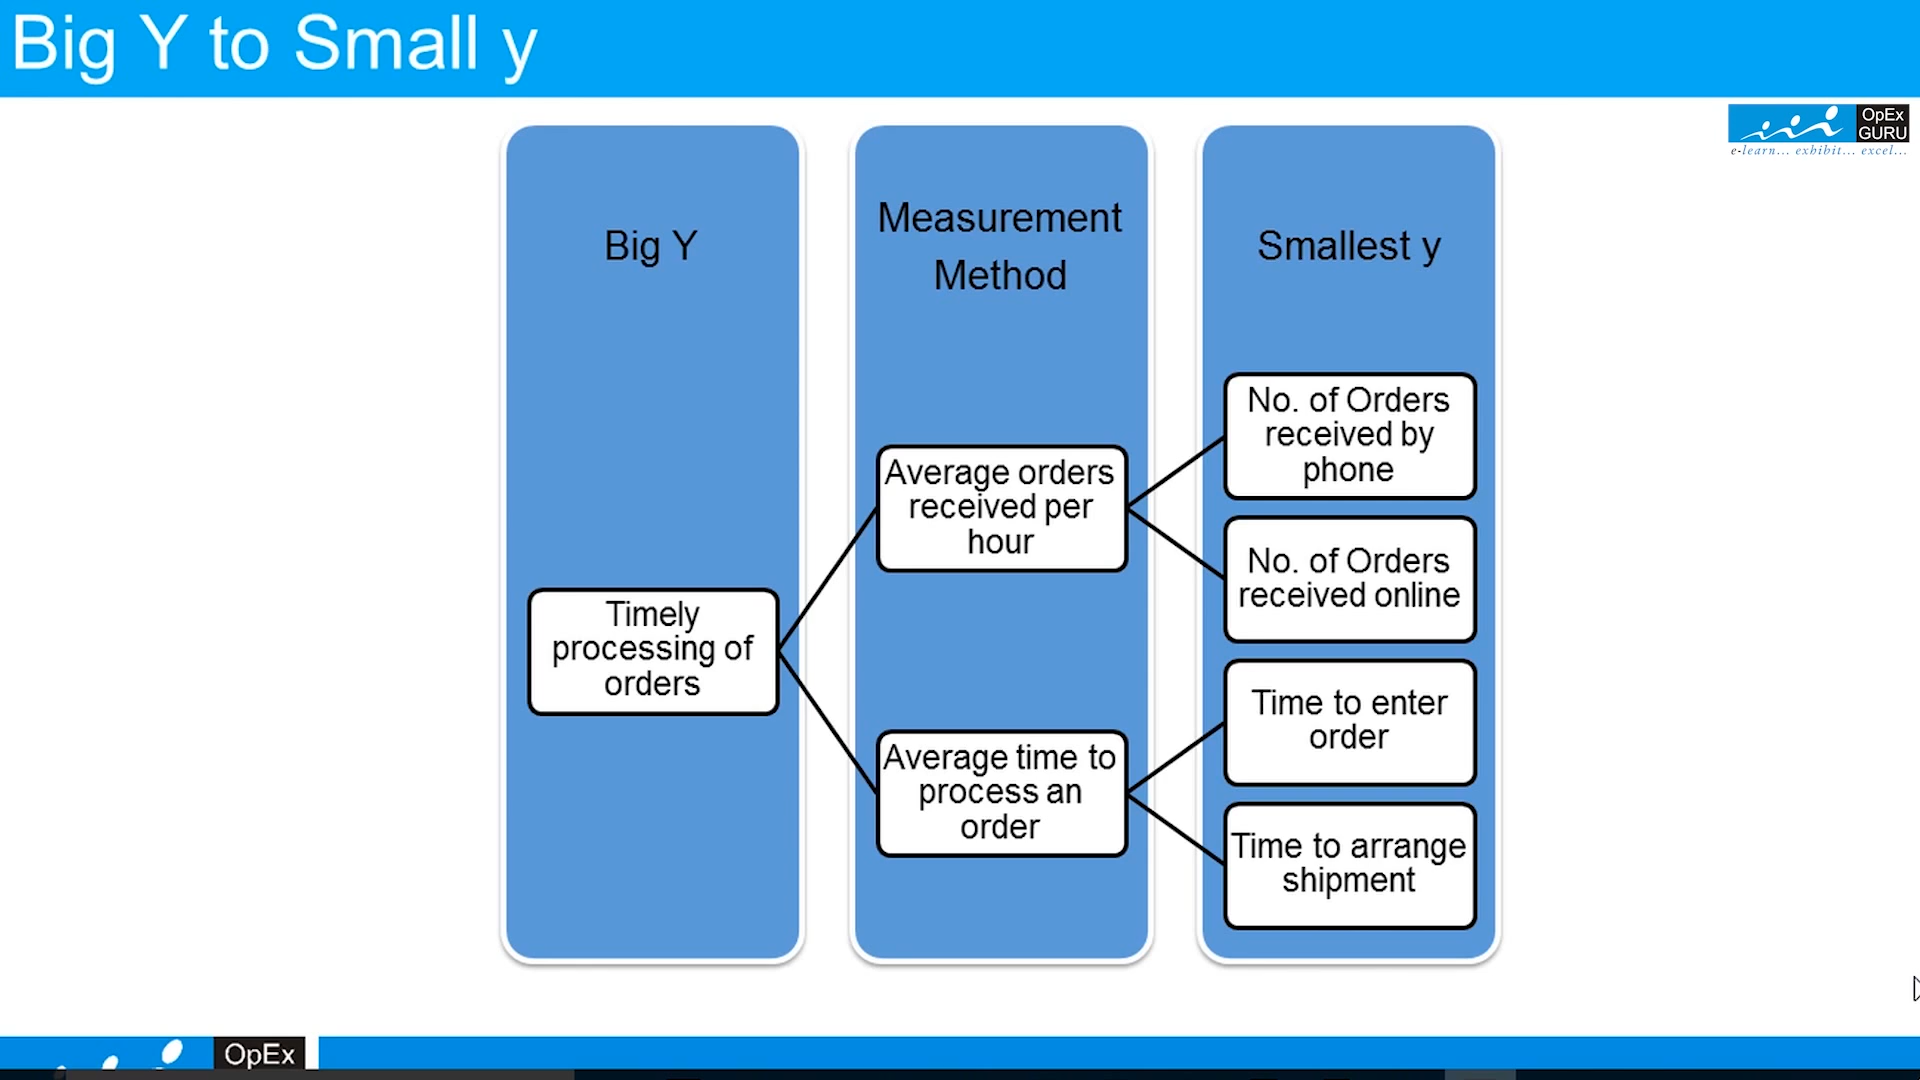 Big Y to Small y
OpEx
GURU
e-learn... exhibit... excel...
Big Y
Measurement
Method
Smallest y
Timely
processing of
orders
Average orders
received per
hour
Average time to
process an
order
No. of Orders
received by
phone
No. of Orders
received online
Time to enter
order
Time to arrange
shipment
OpEx